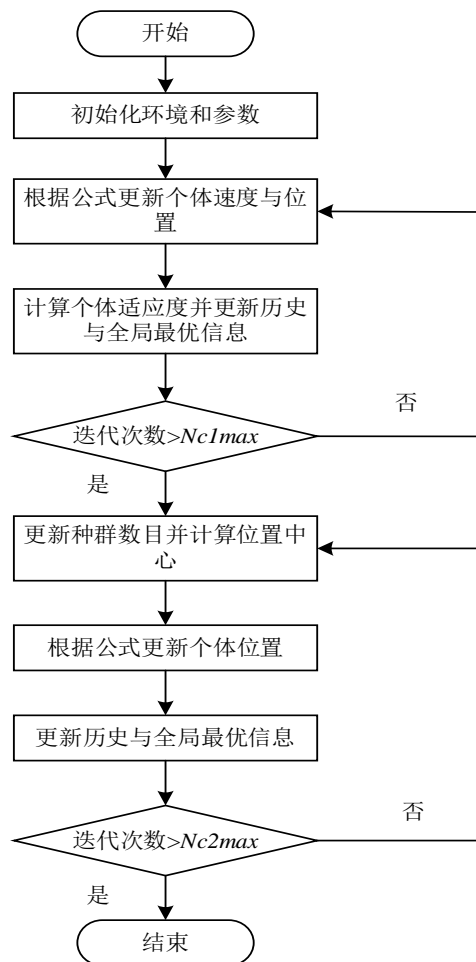 开始
初始化环境和参数
根据公式更新个体速度与位
置
计算个体适应度并更新历史
与全局最优信息
否
迭代次数>Nc1max
是
更新种群数目并计算位置中
心
根据公式更新个体位置
更新历史与全局最优信息
否
迭代次数>Nc2max
是
结束